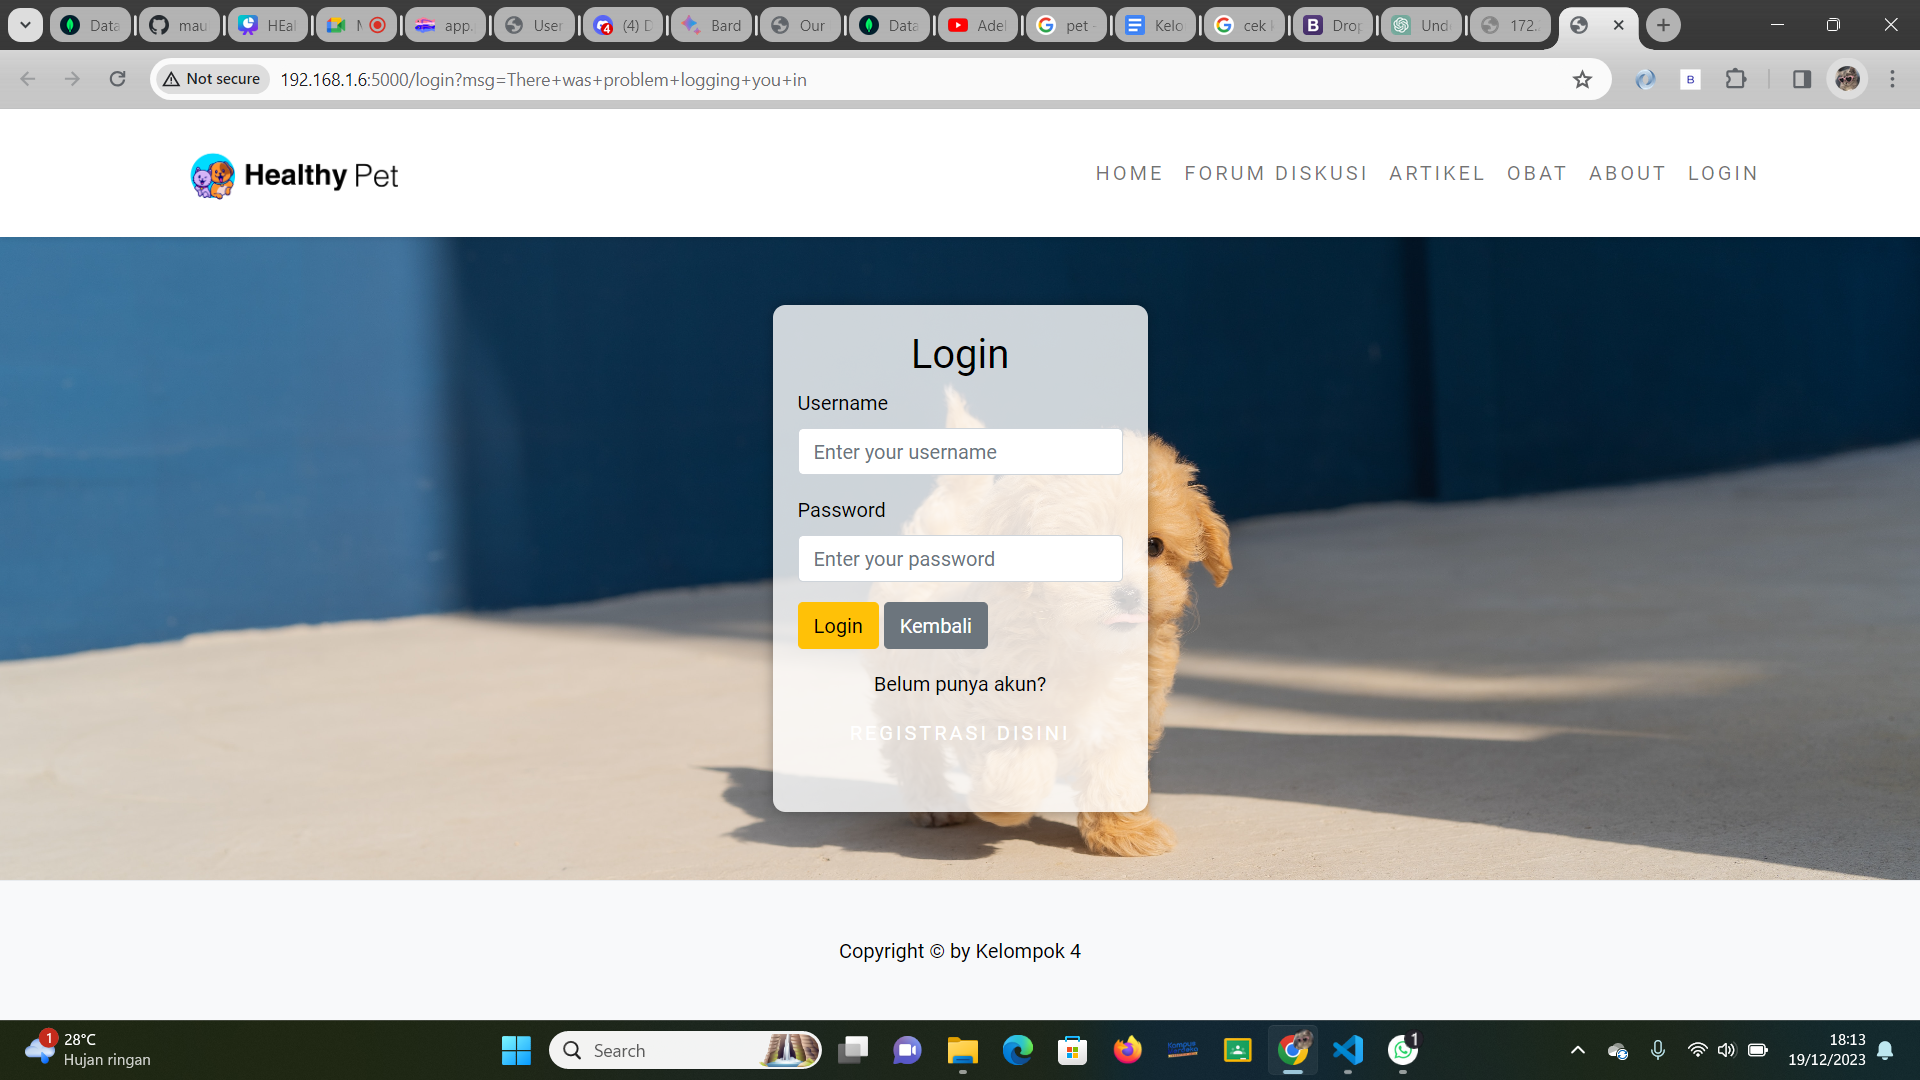 Data
mau
HEal
M
app.
User
(4) D
Bard
Our
Data
Adel
pet -
Kelo
cek k
Drop
Unde
172.
Not secure
192.168.1.6:5000/login?msg=There+was+problem+logging+you+in
B
Healthy Pet
HOME FORUM DISKUSI ARTIKEL OBAT ABOUT LOGIN
Login
Username
Enter your username
Password
Enter your password
Login Kembali
Belum punya akun?
REGISTRASI DISINI
Copyright © by Kelompok 4
1
28°C
Hujan ringan
Search
1
18:13
19/12/2023